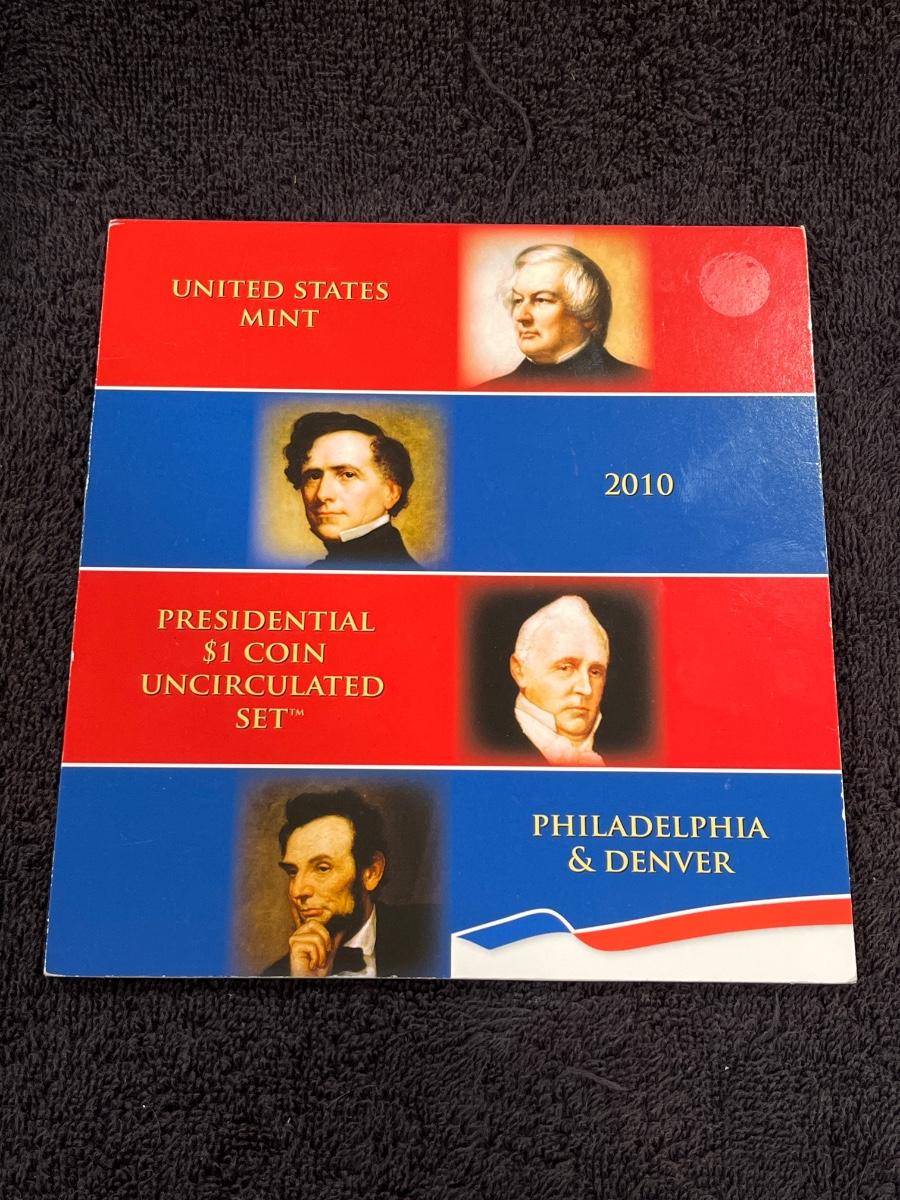 UNITED STATES
MINT
2010
PRESIDENTIAL
$1 COIN
UNCIRCULATED
SET™
PHILADELPHIA
& DENVER